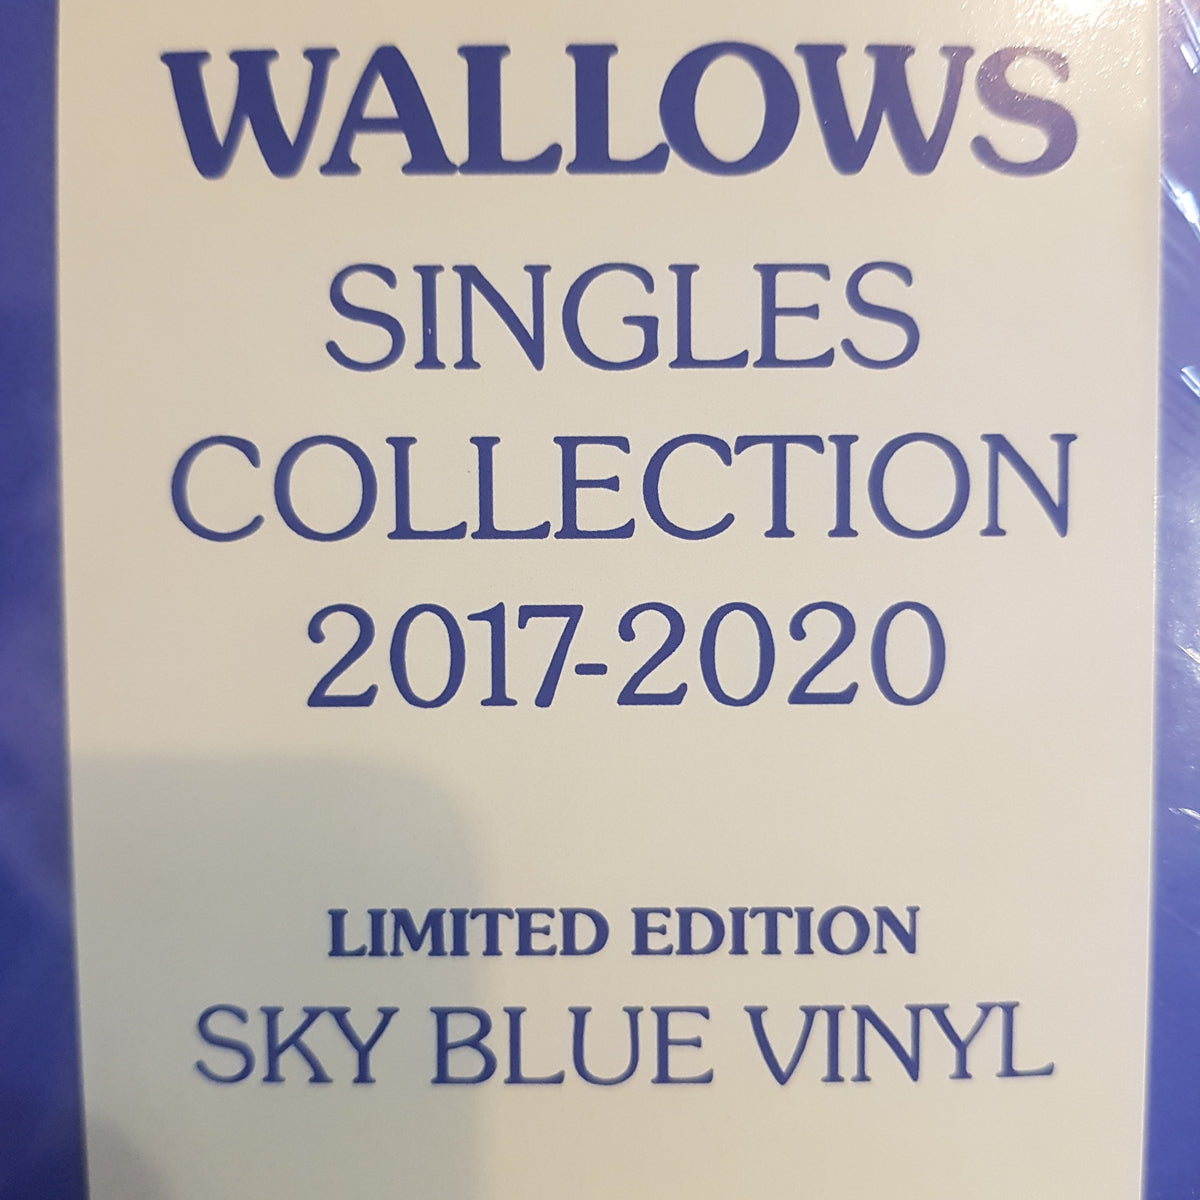 WALLOWS
SINGLES
COLLECTION
2017-2020
LIMITED EDITION
SKY BLUE VINYL